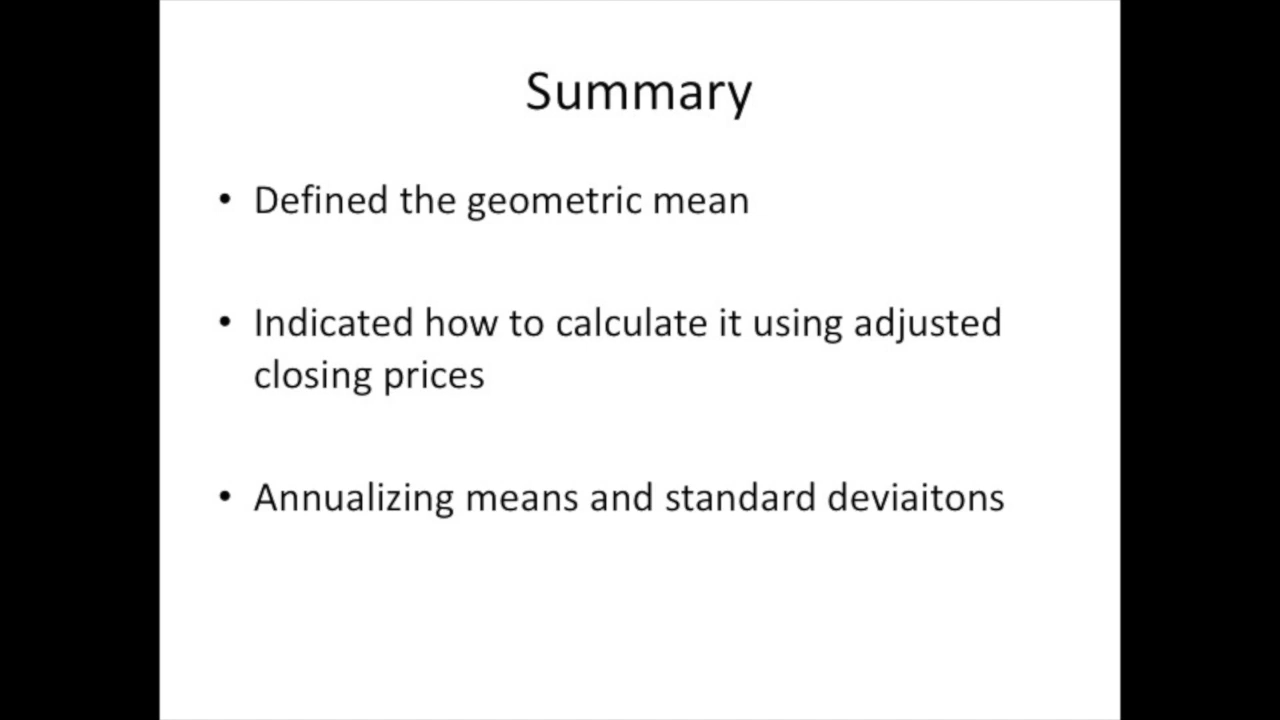 Summary
• Defined the geometric mean
• Indicated how to calculate it using adjusted
closing prices
• Annualizing means and standard deviaitons